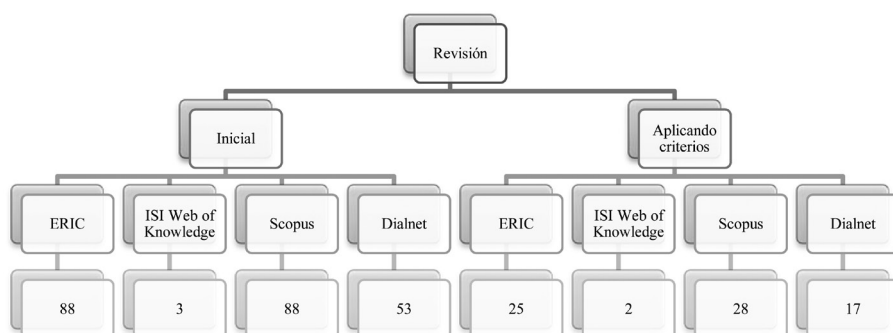 Revisión
Inicial
Aplicando
criterios
ERIC
ISI Web of
Knowledge
Scopus
Dialnet
ERIC
ISI Web of
Knowledge
Scopus
Dialnet
88
3
88
53
25
2
28
17